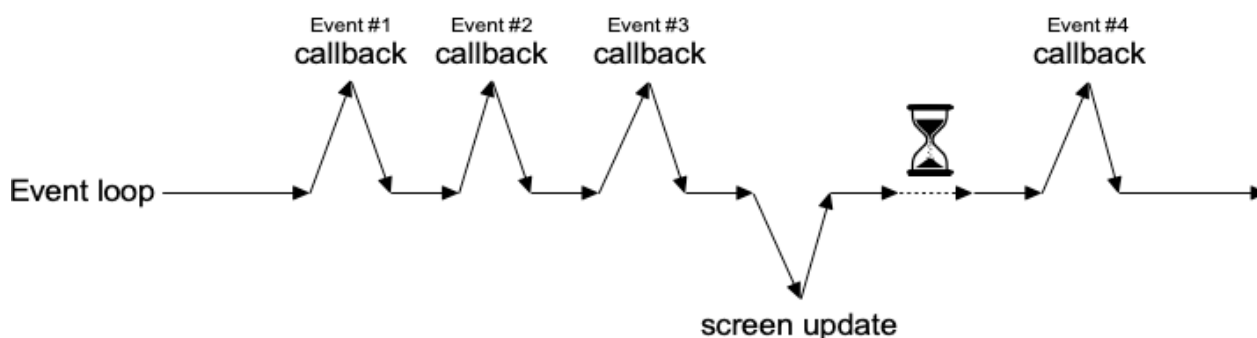 Event #1
callback
Event #2
callback
Event #3
callback
Event #4
callback
Event loop
screen update